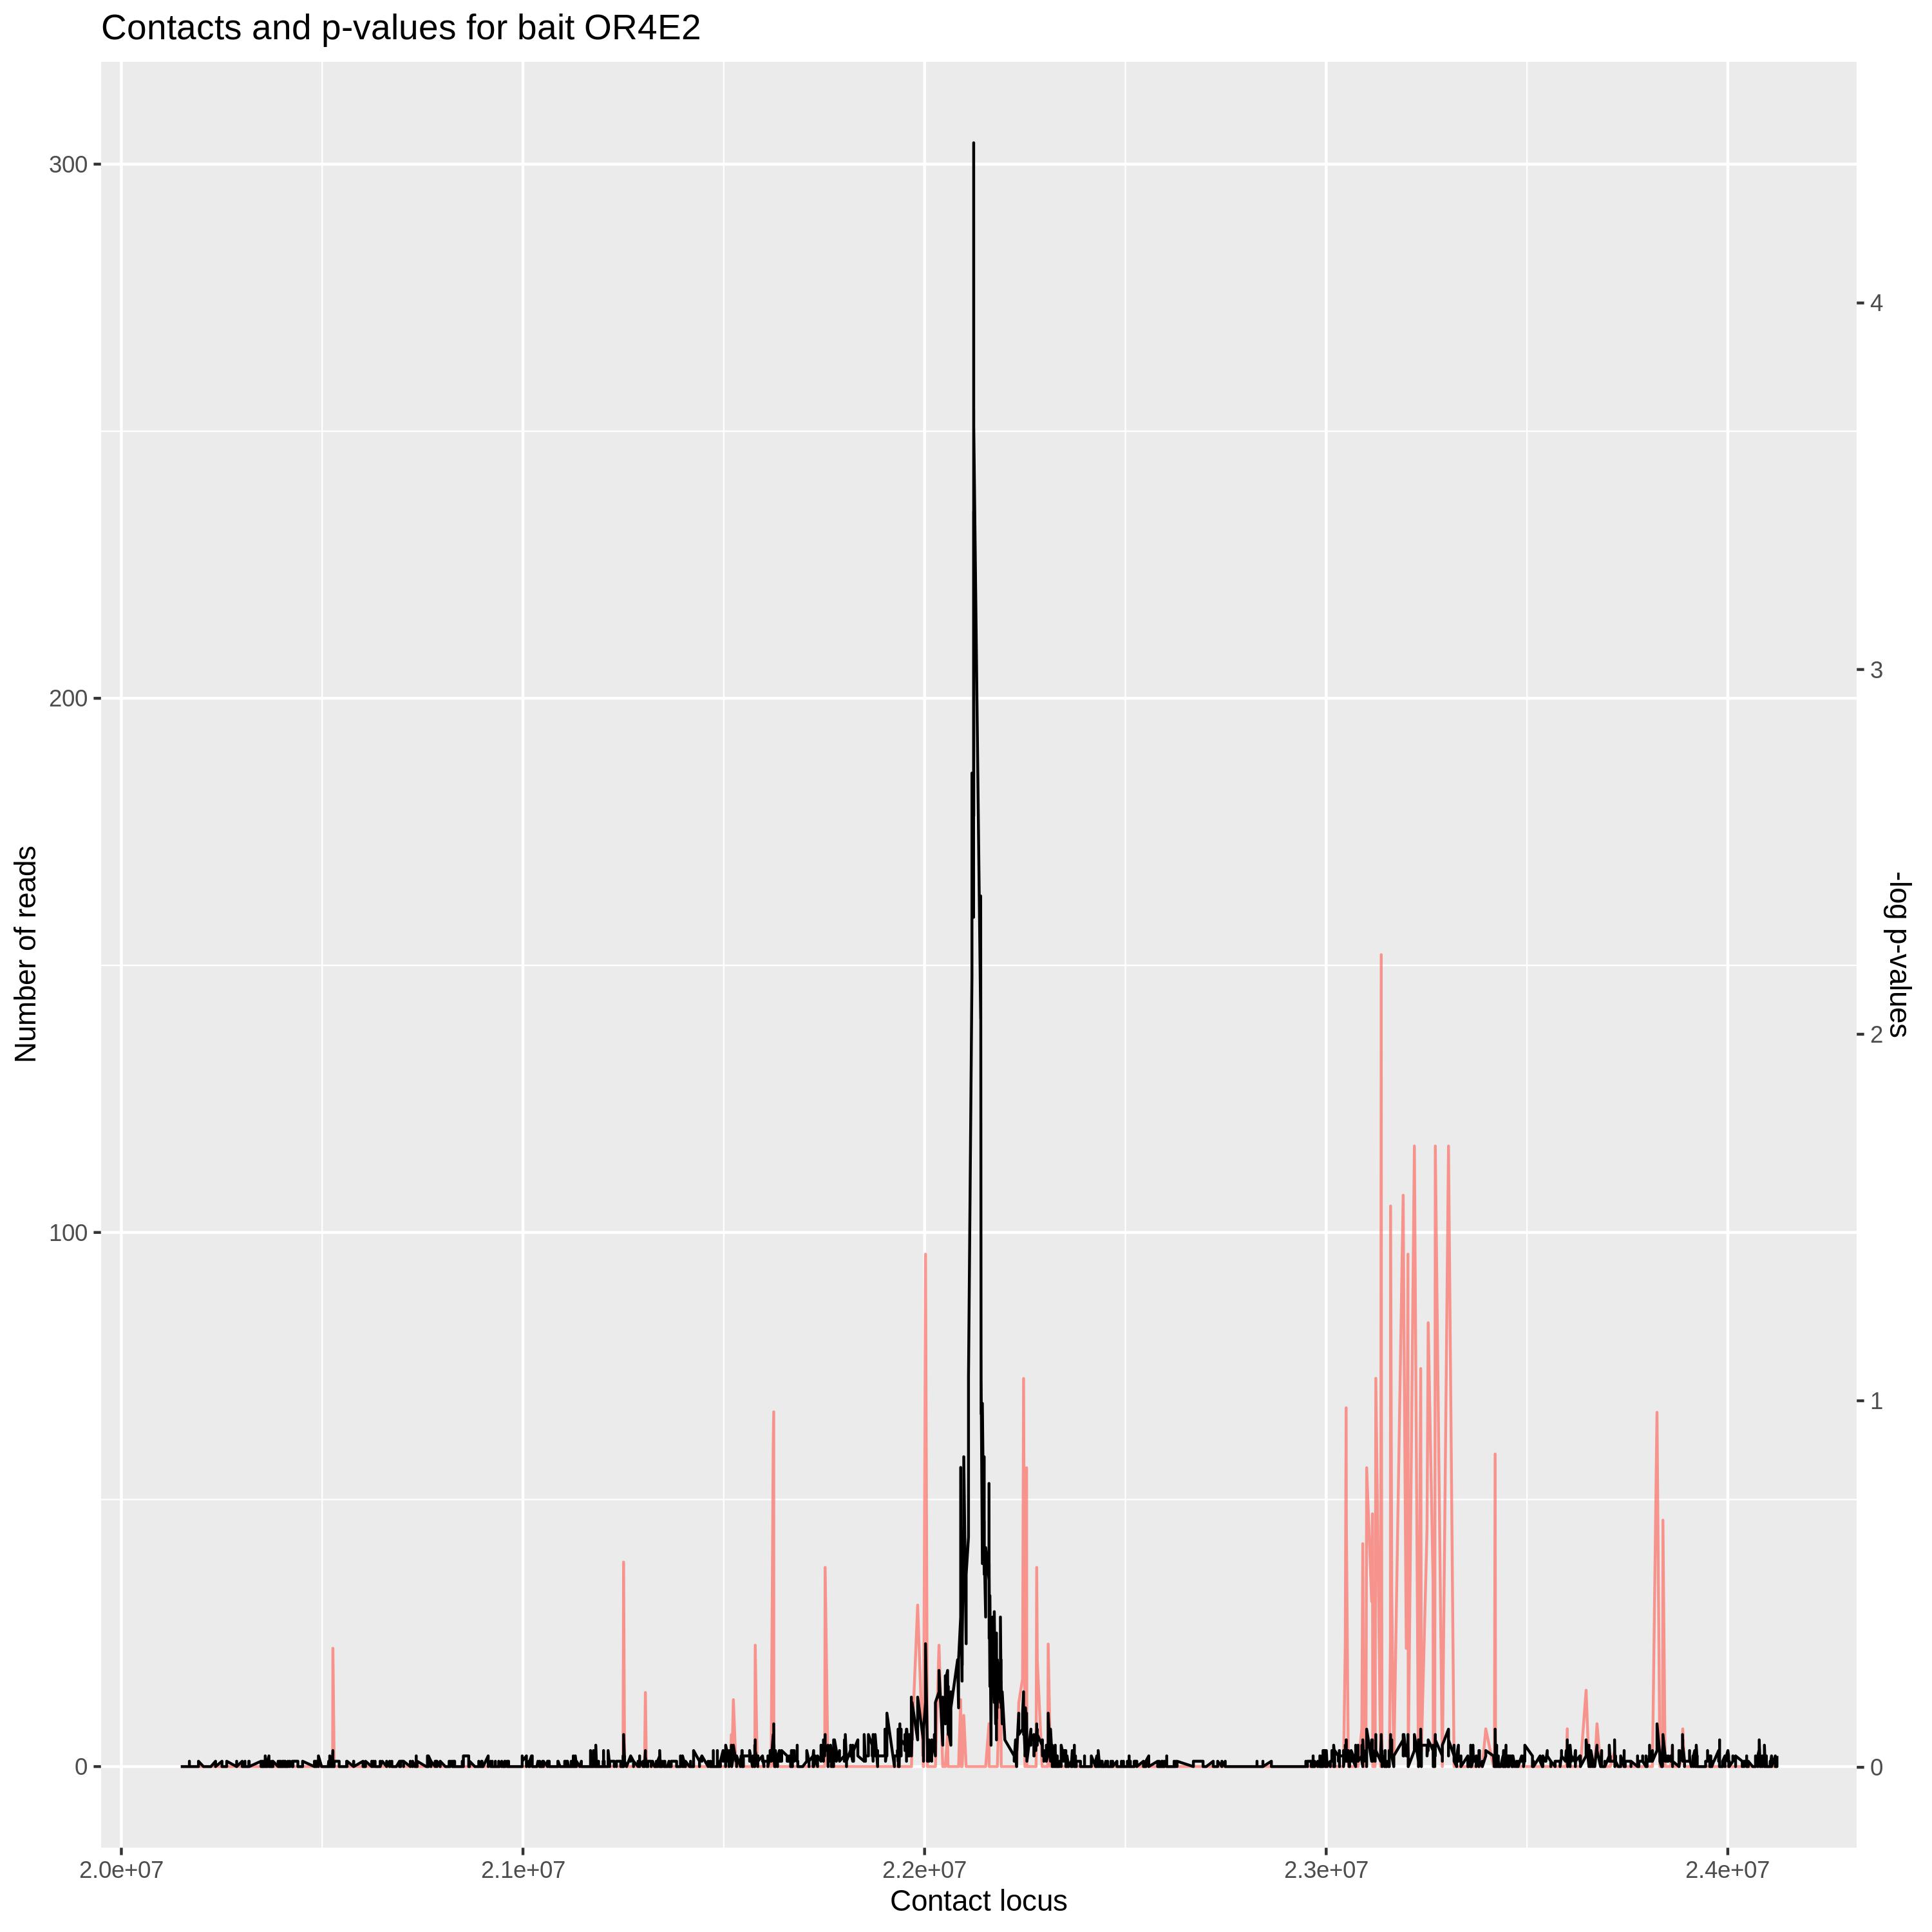 Contacts and p-values for bait OR4E2
300
200
100
0
Number of reads
4
3
2
1
0
-log p-values
2.0e+07
2.1e+07
2.2e+07
2.3e+07
2.4e+07
Contact locus